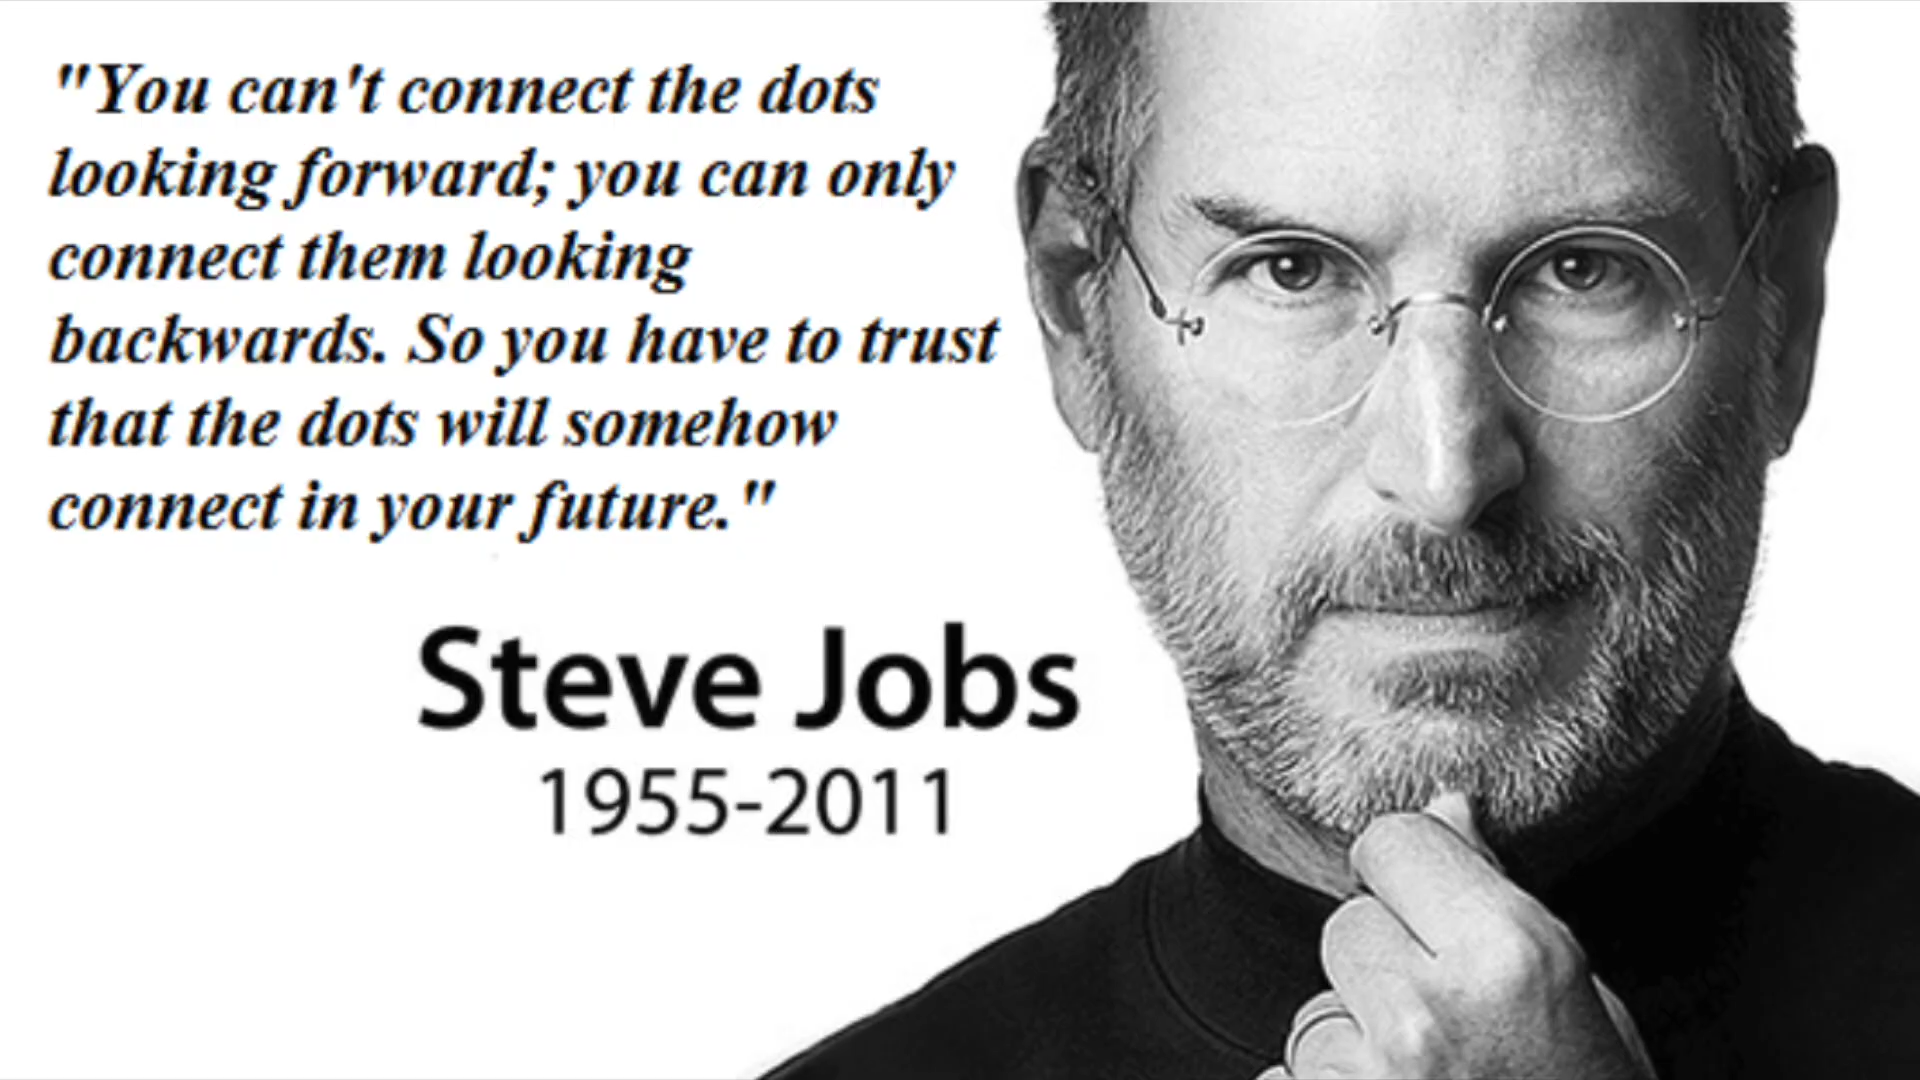 "You can't connect the dots
looking forward; you can only
connect them looking
backwards. So you have to trust
that the dots will somehow
connect in your future."
Steve Jobs
1955-2011